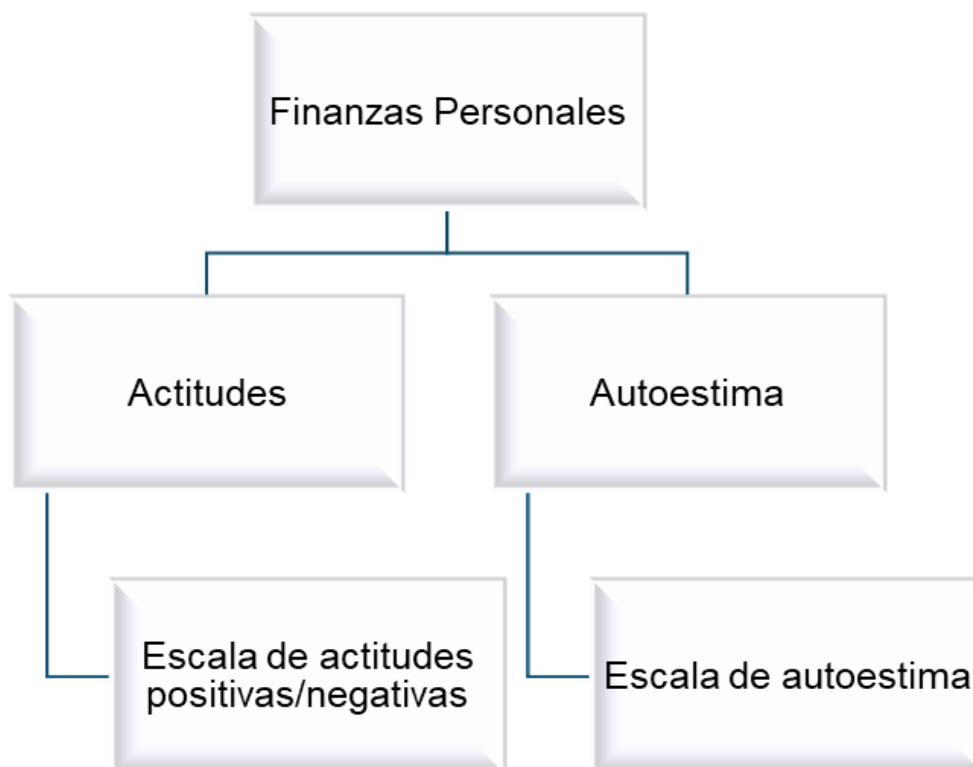 Finanzas Personales
Actitudes
Autoestima
Escala de actitudes
positivas/negativas
Escala de autoestima